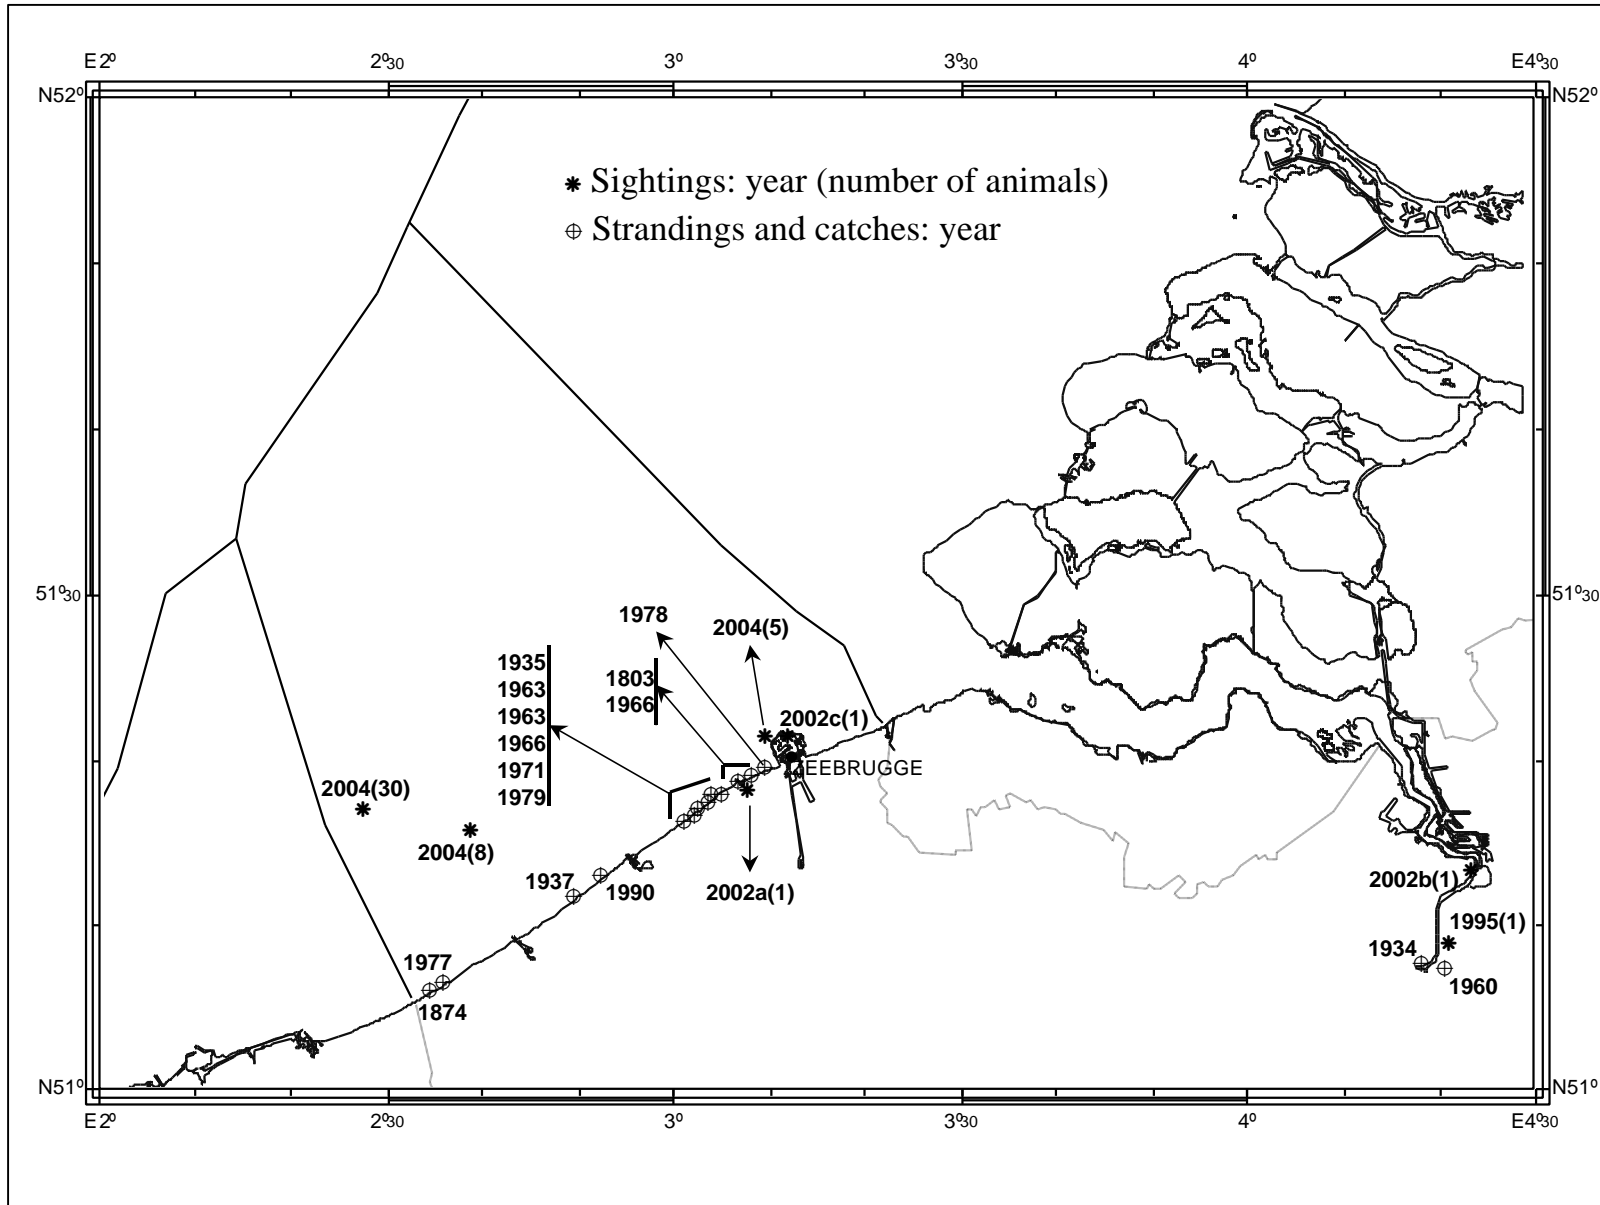 E 2º 2º30 3º 3º30 4º E4º30
N52º N52º
✱ Sightings: year (number of animals)
⊕ Strandings and catches: year
51º30 51º30
1978
2004(5)
1935
1963
1963
1966
1971
1979
1803
1966
2002c(1)
EEBRUGGE
2004(30)
2004(8)
1937
1990
2002a(1)
2002b(1)
1995(1)
1934
1960
1977
1874
N51º N51º
E 2º 2º30 3º 3º30 4º E4º30